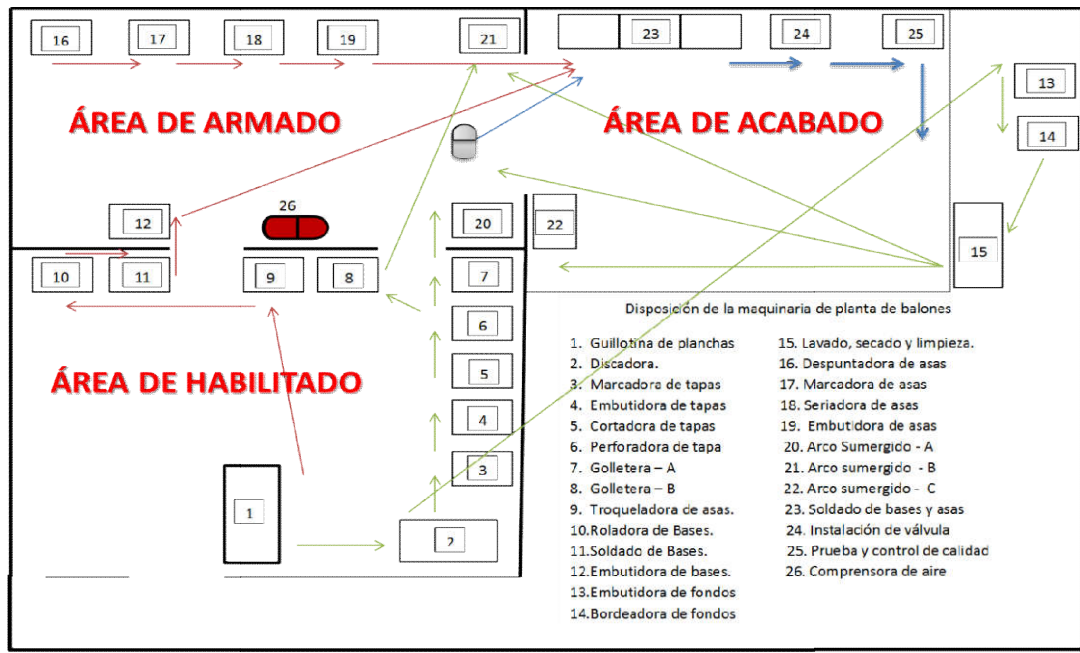 16 17 18 19 21 23 24 25
13
ÁREA DE ARMADO ÁREA DE ACABADO
14
26
12 20 22
15
10 11 9 8 7
6
ÁREA DE HABILITADO
5
4
3
1
2
Disposición de la maquinaria de planta de balones
1. Guillotina de planchas
2. Discadora.
3. Marcadora de tapas
4. Embutidora de tapas
5. Cortadora de tapas
6. Perforadora de tapa
7. Golletera – A
8. Golletera – B
9. Troqueladora de asas.
10.Roladora de Bases.
11.Soldado de Bases.
12.Embutidora de bases.
13.Embutidora de fondos
14.Bordeadora de fondos
15. Lavado, secado y limpieza.
16. Despuntadora de asas
17. Marcadora de asas
18. Seriadora de asas
19. Embutidora de asas
20. Arco Sumergido - A
21. Arco sumergido - B
22. Arco sumergido - C
23. Soldado de bases y asas
24. Instalación de válvula
25. Prueba y control de calidad
26. Comprensora de aire